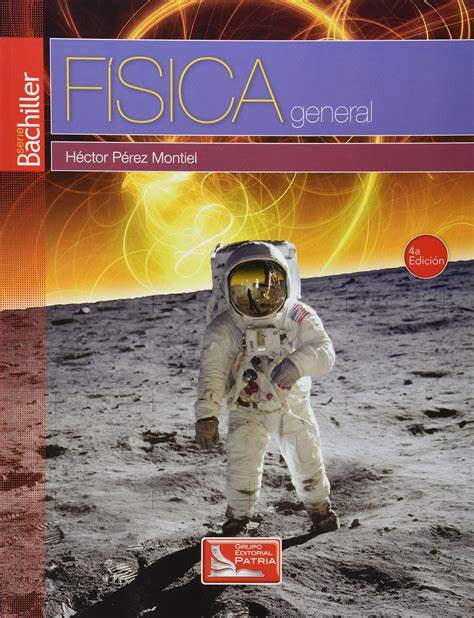 serie
Bachiller
FÍSICA general
Héctor Pérez Montiel
4a
Edición
GRUPO
EDITORIAL
PATRIA